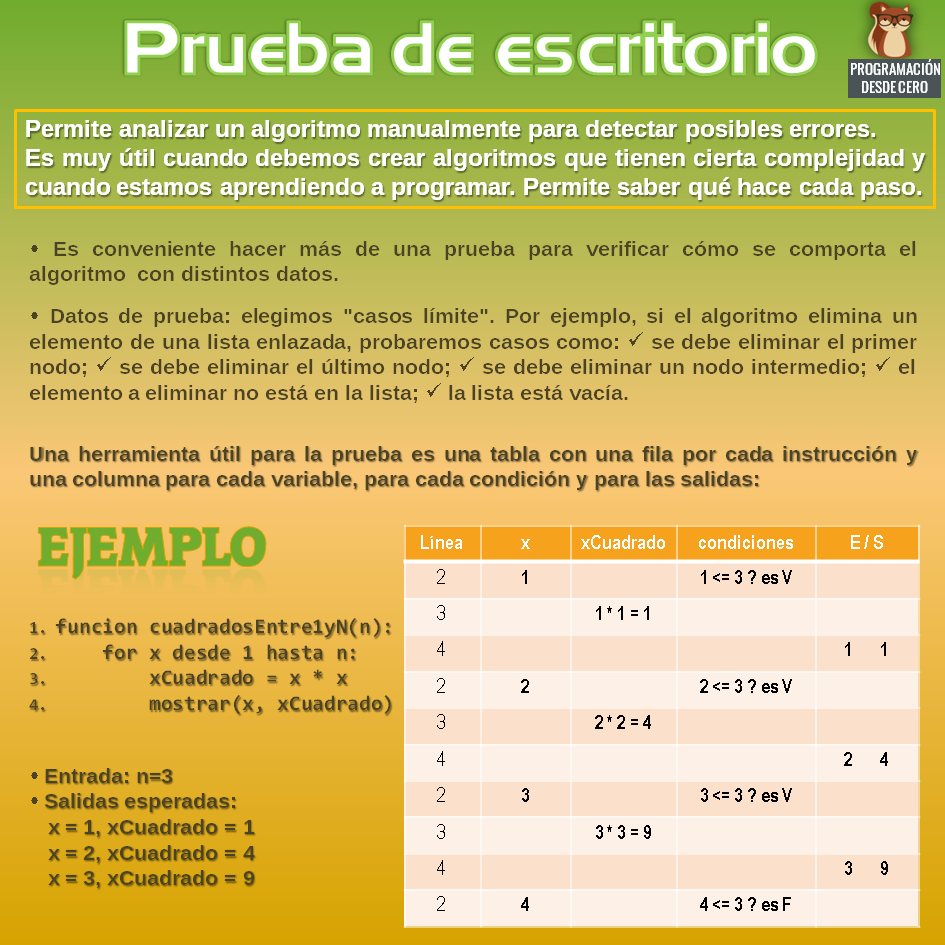 Prueba de escritorio
PROGRAMACIÓN
DESDE CERO
Permite analizar un algoritmo manualmente para detectar posibles errores.
Es muy útil cuando debemos crear algoritmos que tienen cierta complejidad y
cuando estamos aprendiendo a programar. Permite saber qué hace cada paso.
• Es conveniente hacer más de una prueba para verificar cómo se comporta el
algoritmo con distintos datos.
• Datos de prueba: elegimos "casos límite". Por ejemplo, si el algoritmo elimina un
elemento de una lista enlazada, probaremos casos como: ✓ se debe eliminar el primer
nodo; ✓ se debe eliminar el último nodo; ✓ se debe eliminar un nodo intermedio; ✓ el
elemento a eliminar no está en la lista; ✓ la lista está vacía.
Una herramienta útil para la prueba es una tabla con una fila por cada instrucción y
una columna para cada variable, para cada condición y para las salidas:
EJEMPLO
1. funcion cuadradosEntre1yN(n):
2. for x desde 1 hasta n:
3. xCuadrado = x * x
4. mostrar(x, xCuadrado)
• Entrada: n=3
• Salidas esperadas:
x = 1, xCuadrado = 1
x = 2, xCuadrado = 4
x = 3, xCuadrado = 9
Línea x xCuadrado condiciones E / S
2 1 1 <= 3 ? es V
3 1 * 1 = 1
4 1 1
2 2 2 <= 3 ? es V
3 2 * 2 = 4
4 2 4
2 3 3 <= 3 ? es V
3 3 * 3 = 9
4 3 9
2 4 4 <= 3 ? es F